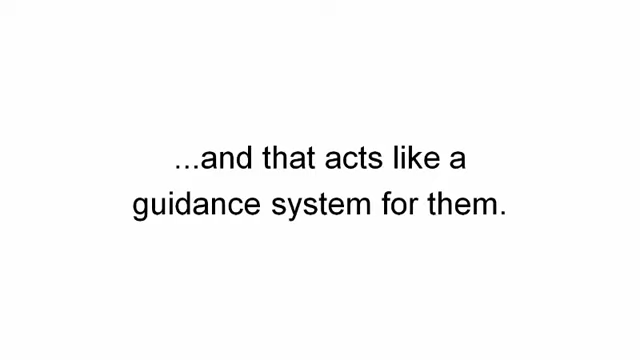 ...and that acts like a
guidance system for them.